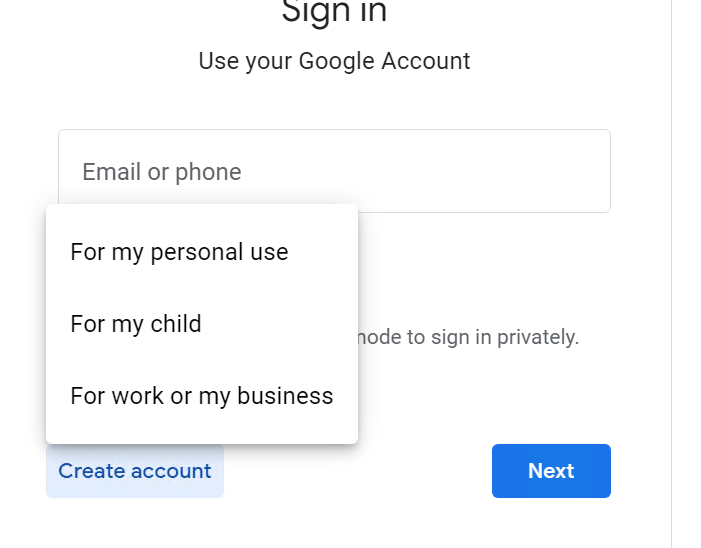 Sign in
Use your Google Account
Email or phone
For my personal use
For my child
mode to sign in privately.
For work or my business
Create account
Next